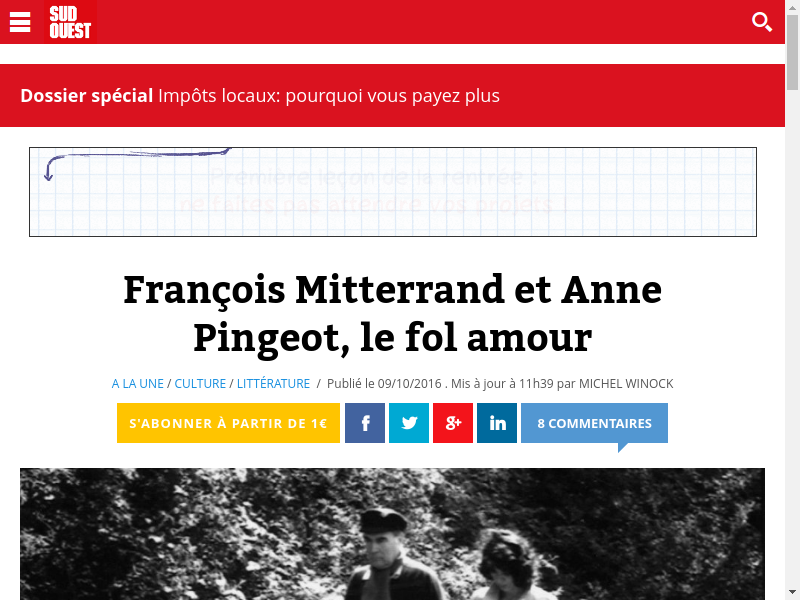 SUD
OUEST
Dossier spécial Impôts locaux: pourquoi vous payez plus
Première leçon de la rentrée :
ne faites pas attendre vos projets
François Mitterrand et Anne
Pingeot, le fol amour
A LA UNE / CULTURE / LITTÉRATURE / Publié le 09/10/2016 . Mis à jour à 11h39 par MICHEL WINOCK
S'ABONNER À PARTIR DE 1€
f
g+
in
8 COMMENTAIRES